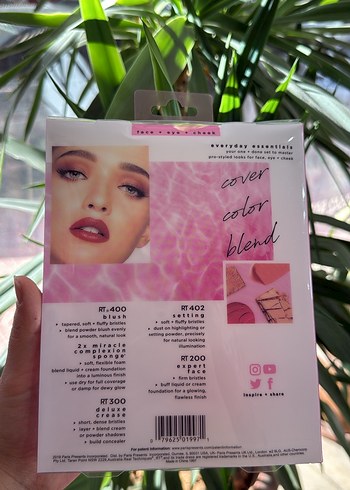 face + eye + cheek
everyday essentials
your one + done set to master
pre-styled looks for face, eye + cheek
cover
color
blend
RT 400
blush
• tapered, soft + fluffy bristles
• blend powder blush evenly
for a smooth, natural look
2x miracle
complexion
sponge
• soft, flexible foam
blend liquid + cream foundation
into a luminous finish
• use dry for full coverage
or damp for dewy glow
RT 300
deluxe
crease
• short, dense bristles
• layer + blend cream
or powder shadows
• build concealer
RT 402
setting
• soft + fluffy bristles
• dust on highlighting or
setting powder, precisely
for natural looking
illumination
RT 200
expert
face
• firm bristles
• buff liquid or cream
foundation for a glowing,
flawless finish
inspire + share